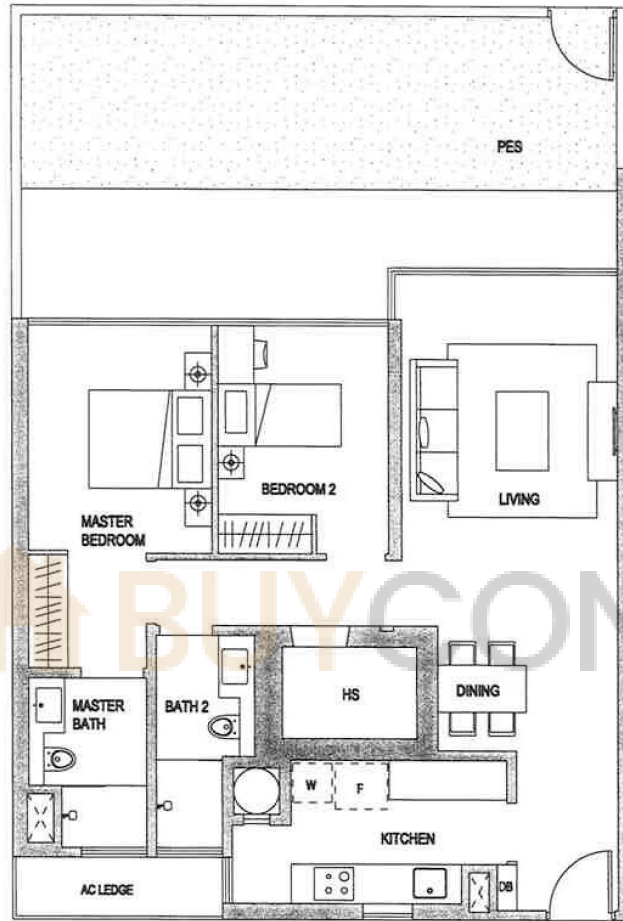 PES
BEDROOM 2
LIVING
MASTER
BEDROOM
BUYCON
MASTER
BATH
BATH 2
HS
DINING
W
F
KITCHEN
AC LEDGE
DB